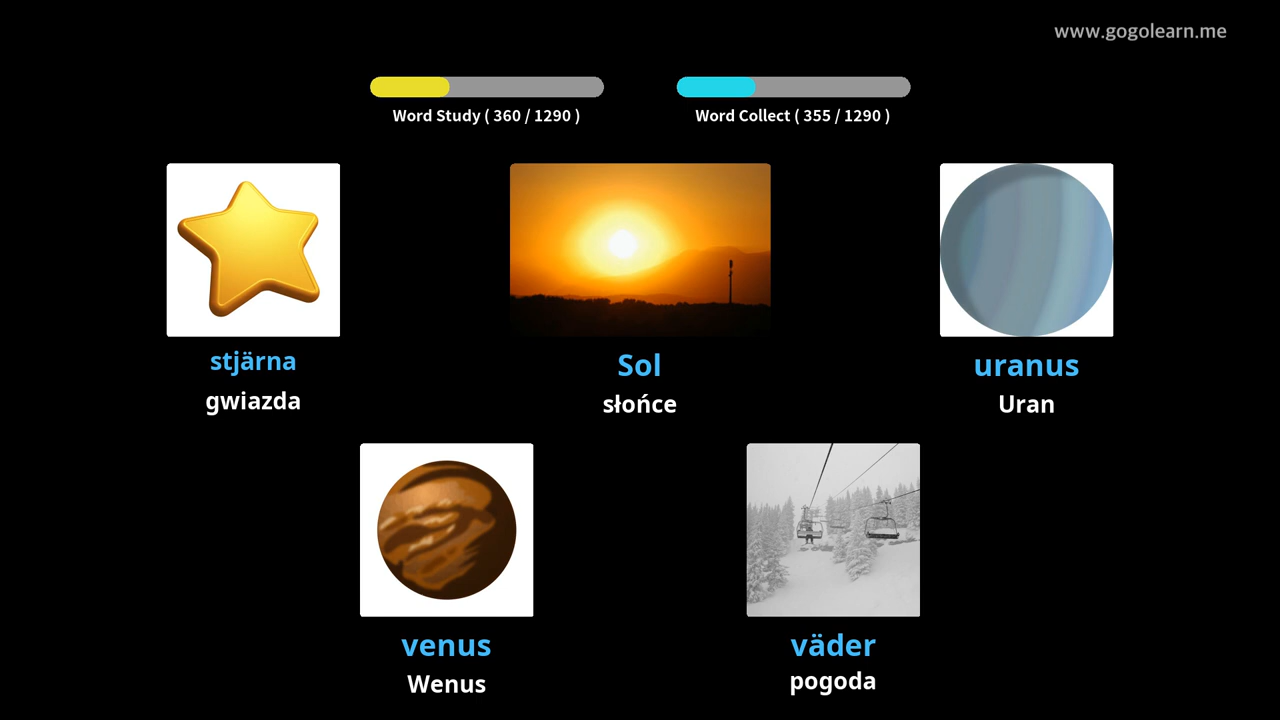 www.gogolearn.me
Word Study ( 360 / 1290 )
Word Collect ( 355 / 1290 )
stjärna
gwiazda
Sol
słońce
uranus
Uran
venus
Wenus
väder
pogoda